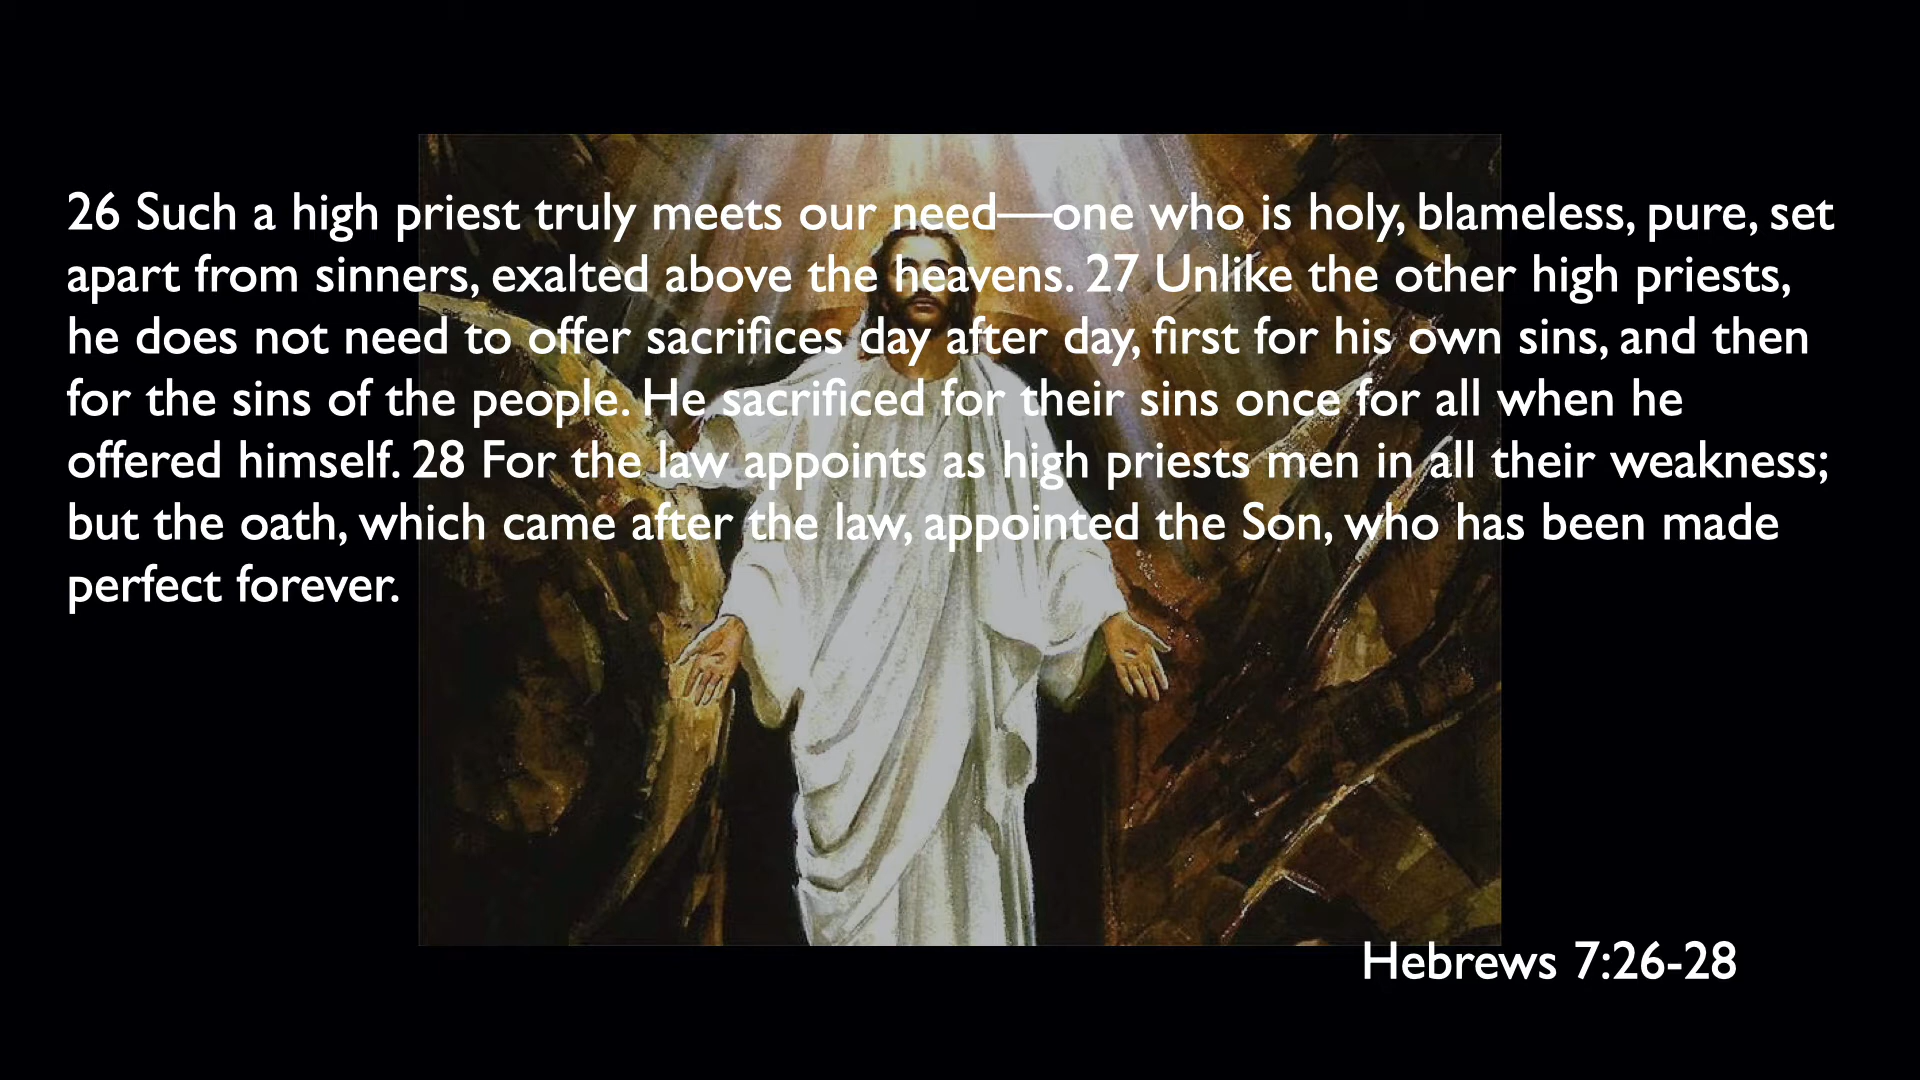 26 Such a high priest truly meets our need—one who is holy, blameless, pure, set
apart from sinners, exalted above the heavens. 27 Unlike the other high priests,
he does not need to offer sacrifices day after day, first for his own sins, and then
for the sins of the people. He sacrificed for their sins once for all when he
offered himself. 28 For the law appoints as high priests men in all their weakness;
but the oath, which came after the law, appointed the Son, who has been made
perfect forever.
Hebrews 7:26-28